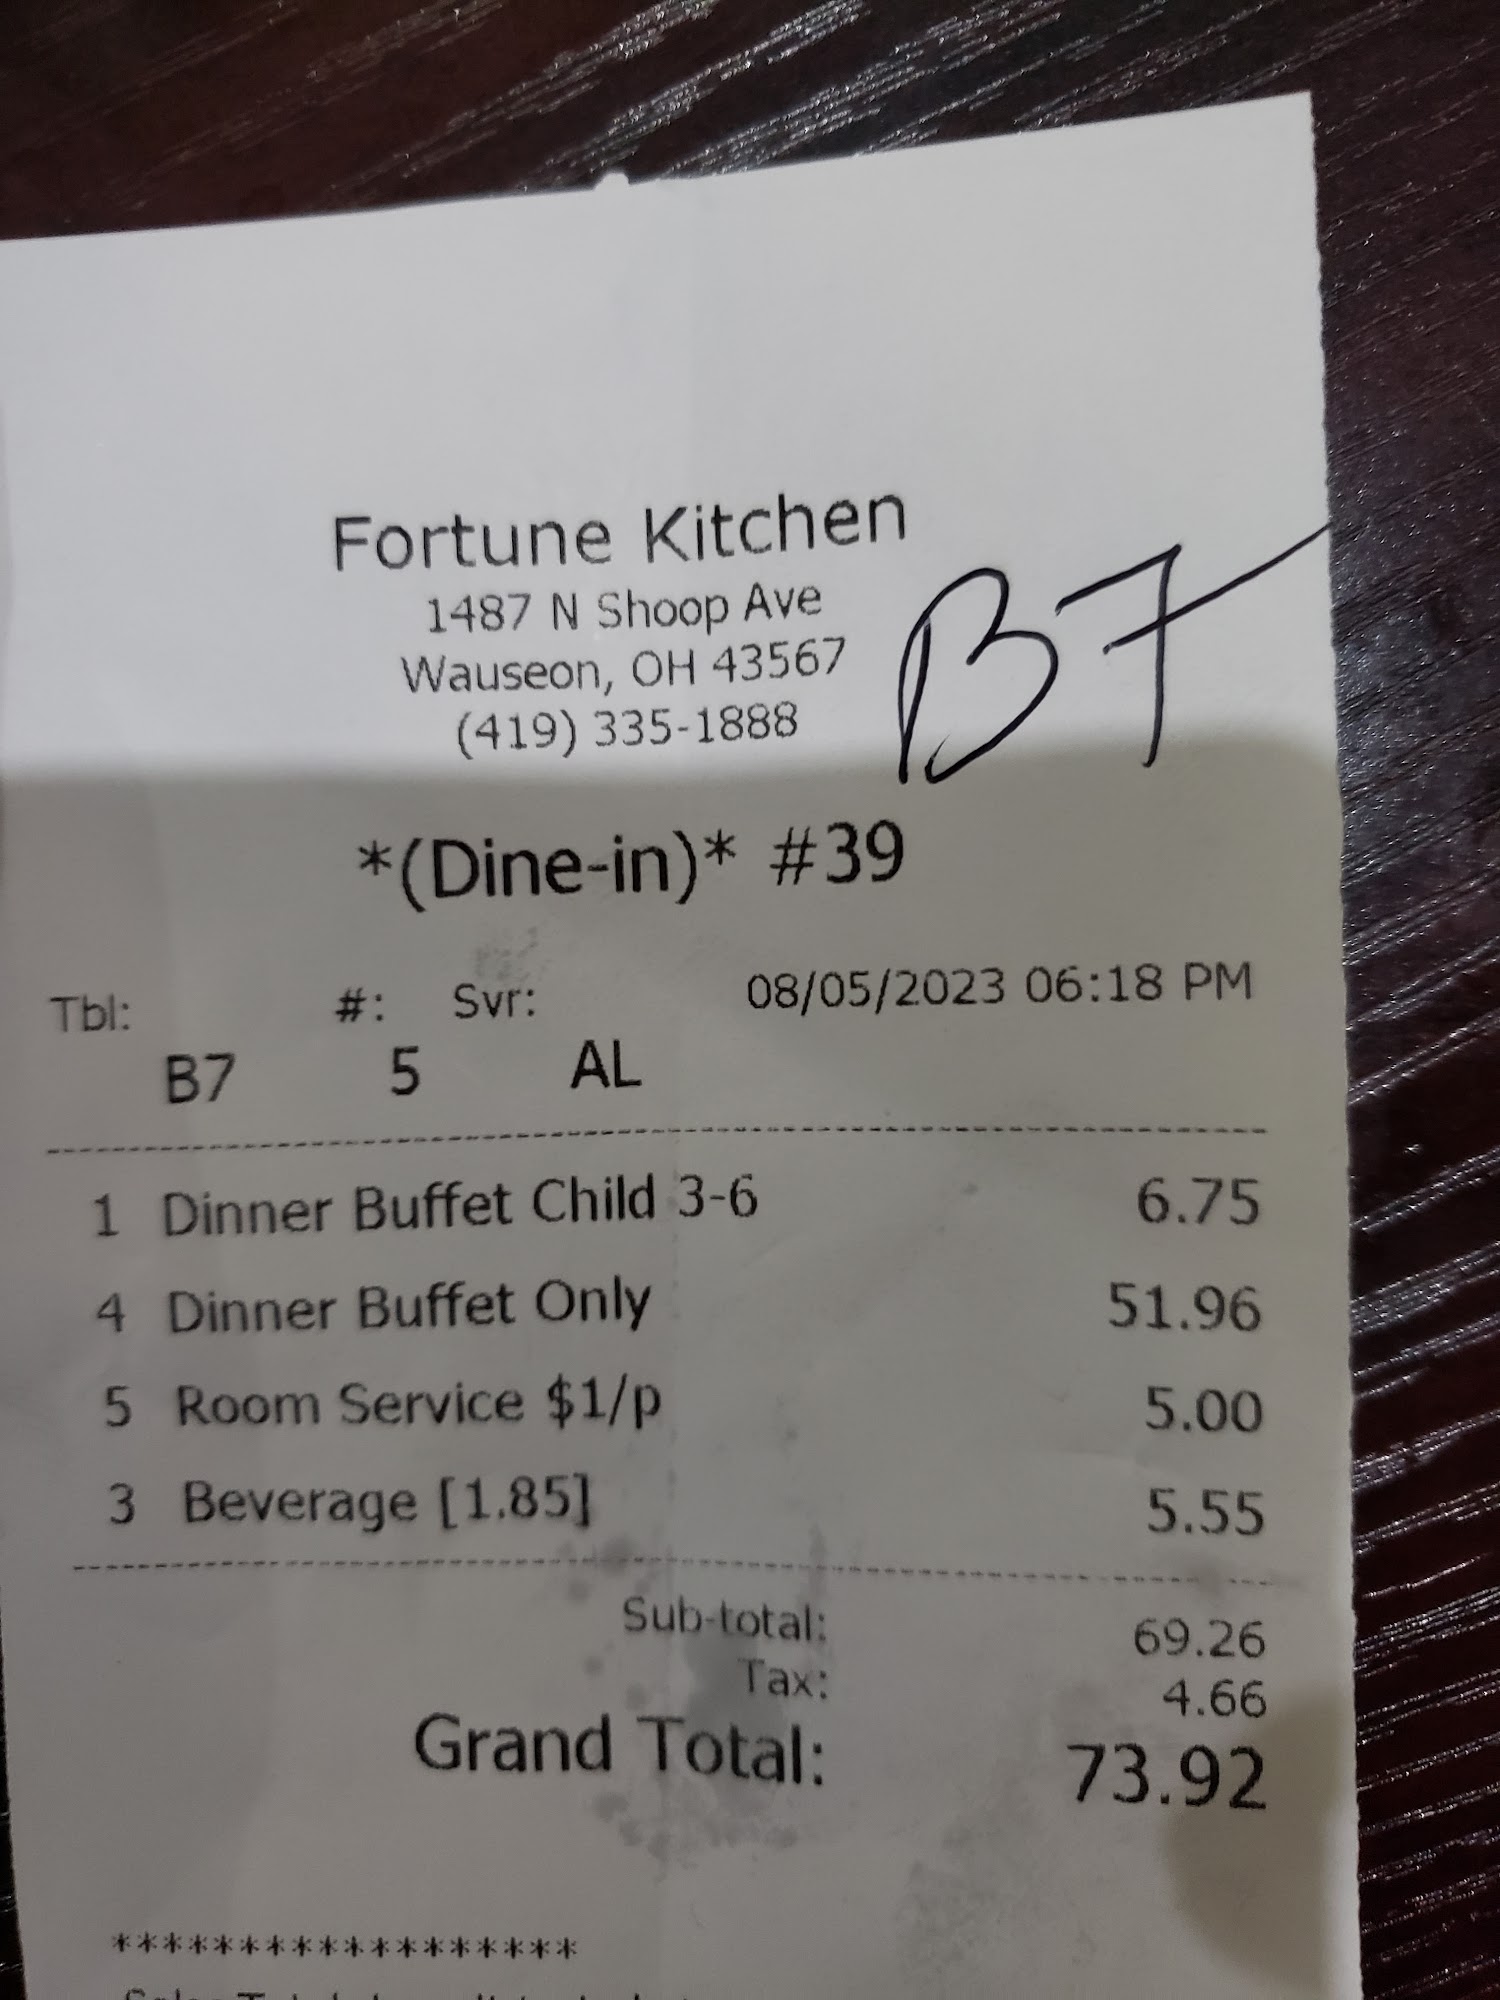 Fortune Kitchen
1487 N Shoop Ave
Wauseon, OH 43567
(419) 335-1888
B7
*(Dine-in)* #39
Tbl: #: Svr: 08/05/2023 06:18 PM
B7 5 AL
1 Dinner Buffet Child 3-6 6.75
4 Dinner Buffet Only 51.96
5 Room Service $1/p 5.00
3 Beverage [1.85] 5.55
Sub-total: 69.26
Tax: 4.66
Grand Total: 73.92
******************